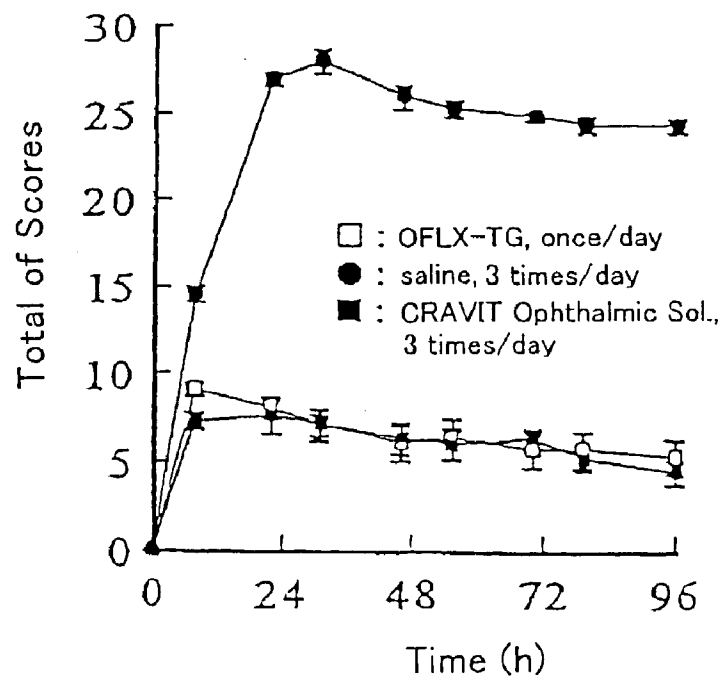 30
25
20
15
10
5
0
Total of Scores
□ : OFLX-TG, once/day
● : saline, 3 times/day
■ : CRAVIT Ophthalmic Sol.,
3 times/day
0 24 48 72 96
Time (h)